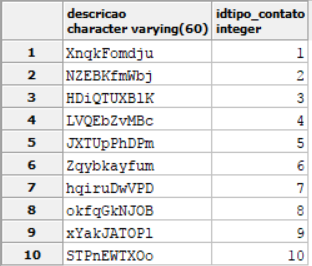 descricao idtipo_contato
character varying(60) integer
1 XnqkFomdju 1
2 NZEBKfmWbj 2
3 HDiQTUXBlK 3
4 LVQEbZvMBc 4
5 JXTUpPhDPm 5
6 Zqybkayfum 6
7 hqiruDwVPD 7
8 okfqGkNJOB 8
9 xYakJATOPl 9
10 STPnEWTXOo 10